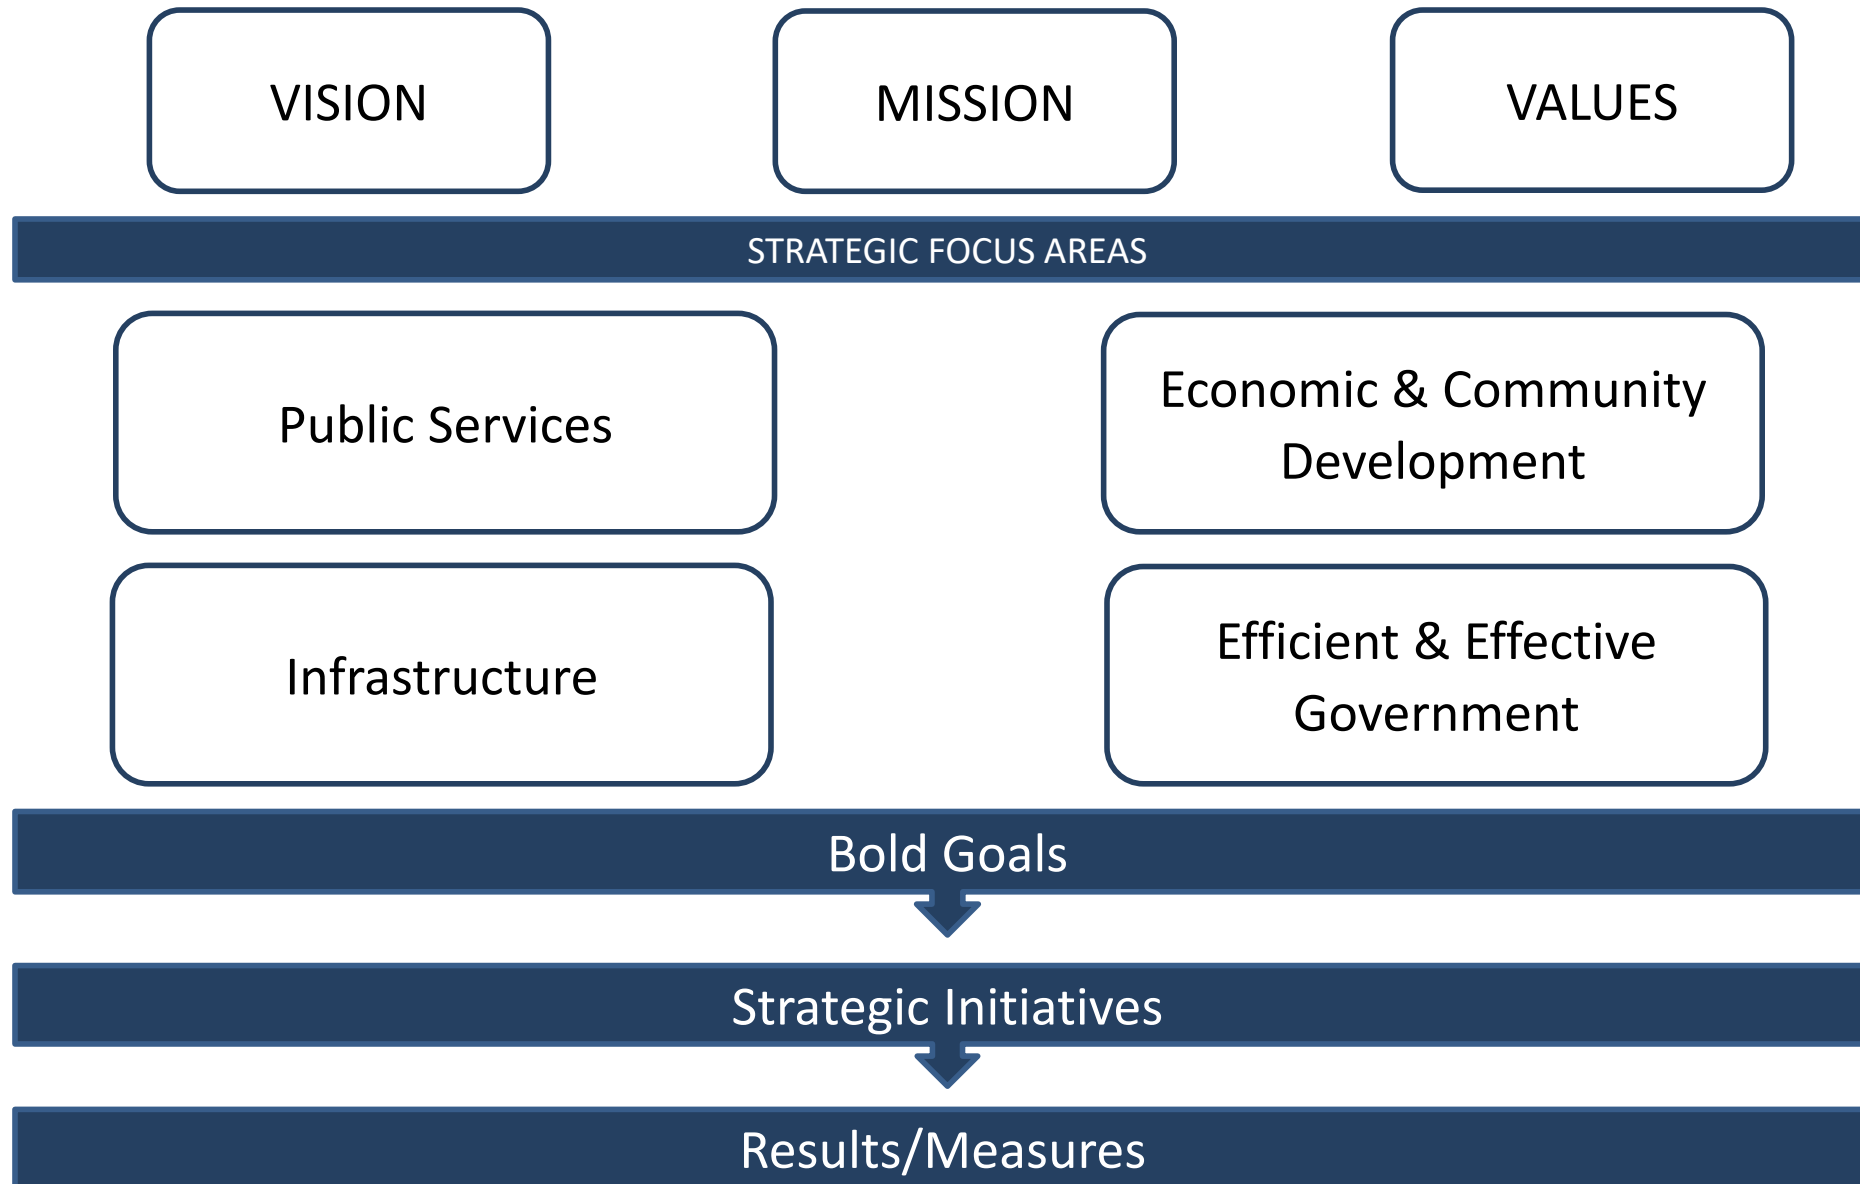 VISION
MISSION
VALUES
STRATEGIC FOCUS AREAS
Public Services
Economic & Community
Development
Infrastructure
Efficient & Effective
Government
Bold Goals
Strategic Initiatives
Results/Measures